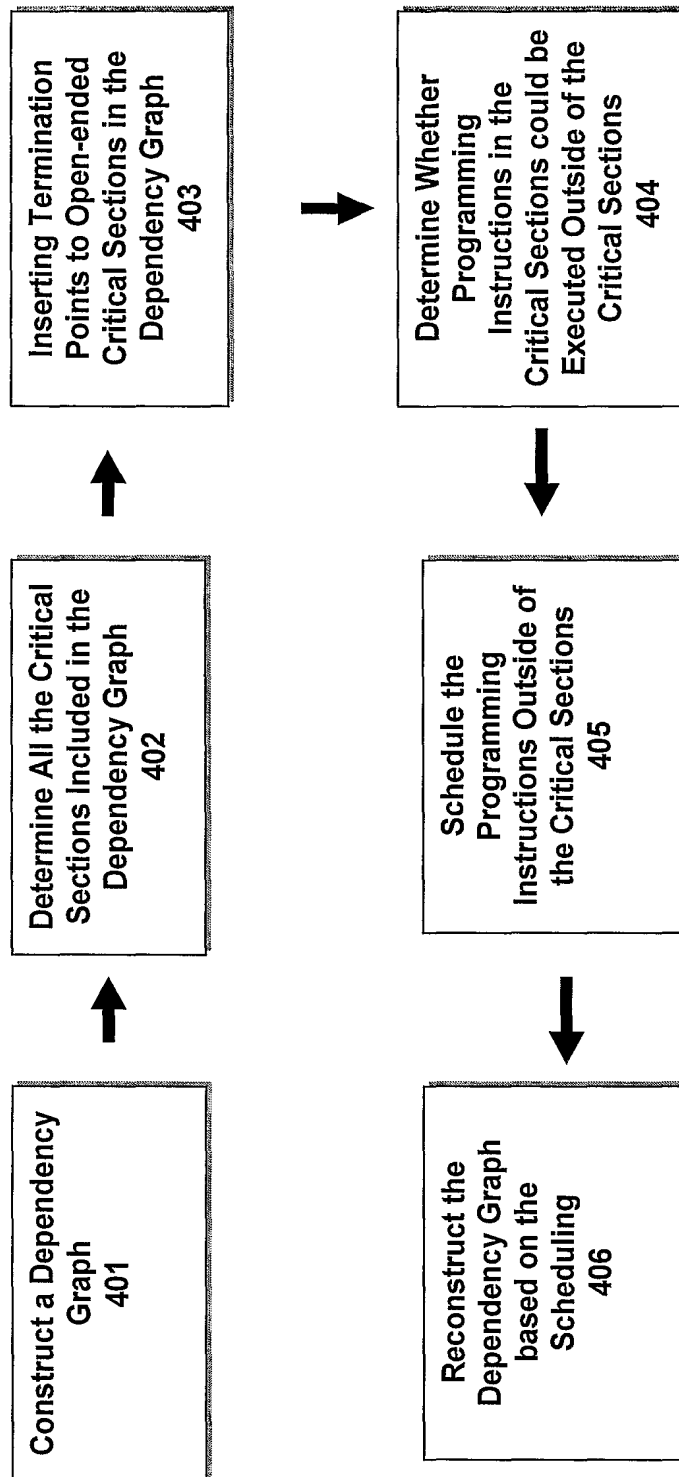 Construct a Dependency
Graph
401
Determine All the Critical
Sections Included in the
Dependency Graph
402
Inserting Termination
Points to Open-ended
Critical Sections in the
Dependency Graph
403
Determine Whether
Programming
Instructions in the
Critical Sections could be
Executed Outside of the
Critical Sections
404
Schedule the
Programming
Instructions Outside of
the Critical Sections
405
Reconstruct the
Dependency Graph
based on the
Scheduling
406